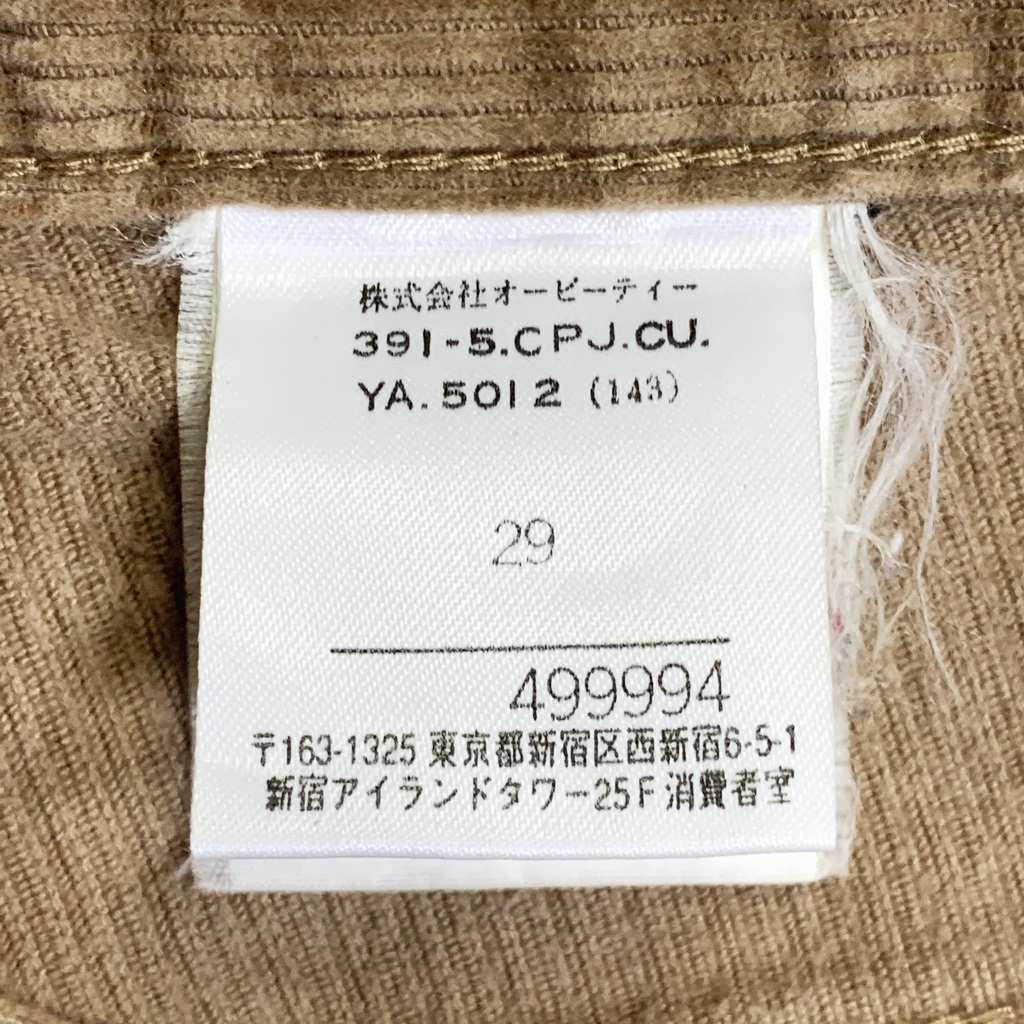 株式会社オービーティー
391-5.CPJ.CU.
YA.5012 (143)
29
499994
〒163-1325 東京都新宿区西新宿6-5-1
新宿アイランドタワー25F 消費者室